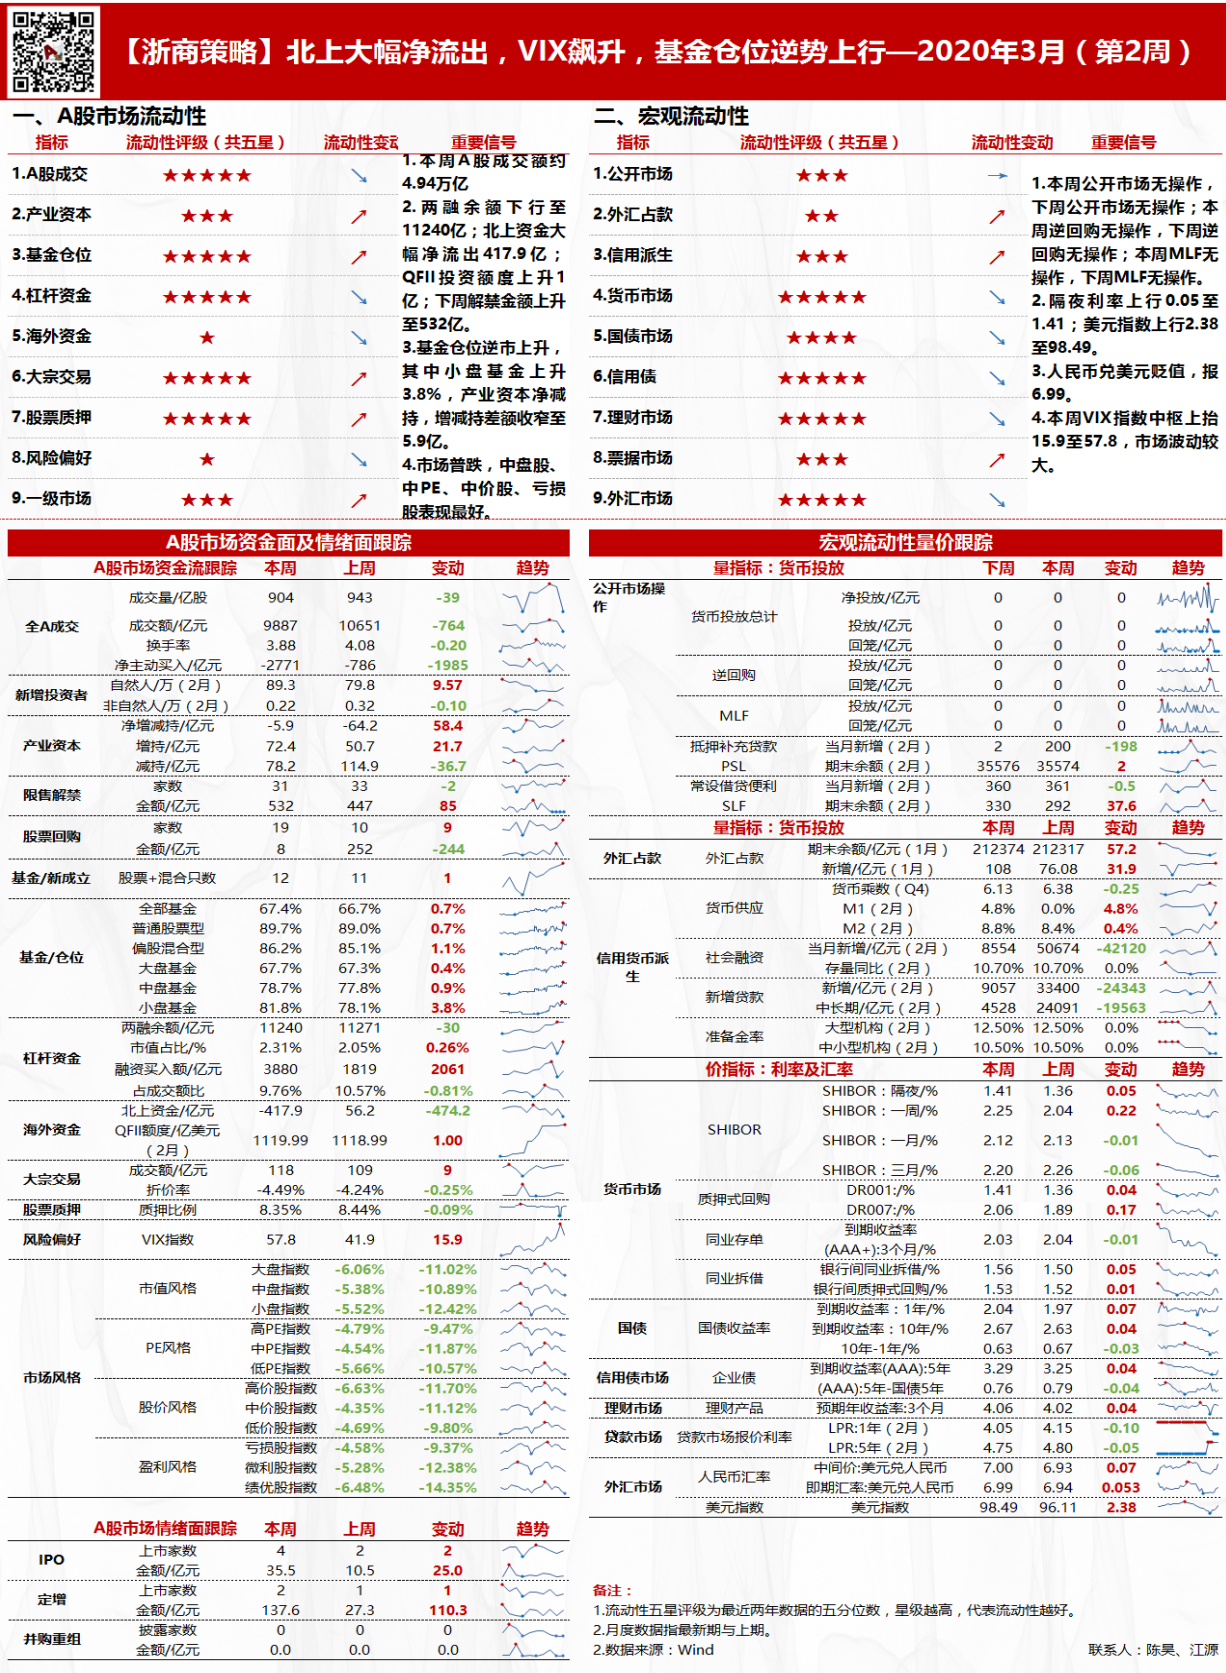 【浙商策略】北上大幅净流出，VIX飙升，基金仓位逆势上行—2020年3月（第2周）
一、A股市场流动性
指标 流动性评级（共五星） 流动性变动 重要信号
1.A股成交 ★★★★★ ↘
2.产业资本 ★★★ ↗
3.基金仓位 ★★★★★ ↗
4.杠杆资金 ★★★★★ ↘
5.海外资金 ★ ↘
6.大宗交易 ★★★★★ ↗
7.股票质押 ★★★★★ ↗
8.风险偏好 ★ ↘
9.一级市场 ★★★ ↗
1.本周A股成交额约
4.94万亿
2.两融余额下行至
11240亿；北上资金大
幅净流出417.9亿；
QFII投资额度上升1
亿；下周解禁金额上升
至532亿。
3.基金仓位逆市上升，
其中小盘基金上升
3.8%，产业资本净减
持，增减持差额收窄至
5.9亿。
4.市场普跌，中盘股、
中PE、中价股、亏损
股表现最好。
二、宏观流动性
指标 流动性评级（共五星） 流动性变动 重要信号
1.公开市场 ★★★ →
2.外汇占款 ★★ ↗
3.信用派生 ★★★ ↗
4.货币市场 ★★★★★ ↘
5.国债市场 ★★★★ ↘
6.信用债 ★★★★★ ↘
7.理财市场 ★★★★★ ↘
8.票据市场 ★★★ ↗
9.外汇市场 ★★★★★ ↘
1.本周公开市场无操作，
下周公开市场无操作；本
周逆回购无操作，下周逆
回购无操作；本周MLF无
操作，下周MLF无操作。
2.隔夜利率上行0.05至
1.41；美元指数上行2.38
至98.49。
3.人民币兑美元贬值，报
6.99。
4.本周VIX指数中枢上抬
15.9至57.8，市场波动较
大。
A股市场资金面及情绪面跟踪
A股市场资金流跟踪 本周 上周 变动 趋势
全A成交 成交量/亿股 904 943 -39
成交额/亿元 9887 10651 -764
换手率 3.88 4.08 -0.20
净主动买入/亿元 -2771 -786 -1985
新增投资者 自然人/万（2月） 89.3 79.8 9.57
非自然人/万（2月） 0.22 0.32 -0.10
产业资本 净增减持/亿元 -5.9 -64.2 58.4
增持/亿元 72.4 50.7 21.7
减持/亿元 78.2 114.9 -36.7
限售解禁 家数 31 33 -2
金额/亿元 532 447 85
股票回购 家数 19 10 9
金额/亿元 8 252 -244
基金/新成立 股票+混合只数 12 11 1
基金/仓位 全部基金 67.4% 66.7% 0.7%
普通股票型 89.7% 89.0% 0.7%
偏股混合型 86.2% 85.1% 1.1%
大盘基金 67.7% 67.3% 0.4%
中盘基金 78.7% 77.8% 0.9%
小盘基金 81.8% 78.1% 3.8%
杠杆资金 两融余额/亿元 11240 11271 -30
市值占比/% 2.31% 2.05% 0.26%
融资买入额/亿元 3880 1819 2061
占成交额比 9.76% 10.57% -0.81%
海外资金 北上资金/亿元 -417.9 56.2 -474.2
QFII额度/亿美元（2月） 1119.99 1118.99 1.00
大宗交易 成交额/亿元 118 109 9
折价率 -4.49% -4.24% -0.25%
股票质押 质押比例 8.35% 8.44% -0.09%
风险偏好 VIX指数 57.8 41.9 15.9
市场风格 市值风格 大盘指数 -6.06% -11.02%
中盘指数 -5.38% -10.89%
小盘指数 -5.52% -12.42%
PE风格 高PE指数 -4.79% -9.47%
中PE指数 -4.54% -11.87%
低PE指数 -5.66% -10.57%
股价风格 高价股指数 -6.63% -11.70%
中价股指数 -4.35% -11.12%
低价股指数 -4.69% -9.80%
盈利风格 亏损股指数 -4.58% -9.37%
微利股指数 -5.28% -12.38%
绩优股指数 -6.48% -14.35%
A股市场情绪面跟踪 本周 上周 变动 趋势
IPO 上市家数 4 2 2
金额/亿元 35.5 10.5 25.0
定增 上市家数 2 1 1
金额/亿元 137.6 27.3 110.3
并购重组 披露家数 0 0 0
金额/亿元 0.0 0.0 0.0
宏观流动性量价跟踪
量指标：货币投放 下周 本周 变动 趋势
公开市场操作 货币投放总计 净投放/亿元 0 0 0
投放/亿元 0 0 0
回笼/亿元 0 0 0
逆回购 投放/亿元 0 0 0
回笼/亿元 0 0 0
MLF 投放/亿元 0 0 0
回笼/亿元 0 0 0
抵押补充贷款 当月新增（2月） 2 200 -198
PSL 期末余额（2月） 35576 35574 2
常设借贷便利 当月新增（2月） 360 361 -0.5
SLF 期末余额（2月） 330 292 37.6
量指标：货币投放 本周 上周 变动 趋势
外汇占款 外汇占款 期末余额/亿元（1月） 212374 212317 57.2
新增/亿元（1月） 108 76.08 31.9
信用货币派生 货币供应 货币乘数（Q4) 6.13 6.38 -0.25
M1（2月） 4.8% 0.0% 4.8%
M2（2月） 8.8% 8.4% 0.4%
社会融资 当月新增/亿元（2月） 8554 50674 -42120
存量同比（2月） 10.70% 10.70% 0.0%
新增贷款 新增/亿元（2月） 9057 33400 -24343
中长期/亿元（2月） 4528 24091 -19563
准备金率 大型机构（2月） 12.50% 12.50% 0.0%
中小型机构（2月） 10.50% 10.50% 0.0%
价指标：利率及汇率 本周 上周 变动 趋势
货币市场 SHIBOR SHIBOR：隔夜/% 1.41 1.36 0.05
SHIBOR：一周/% 2.25 2.04 0.22
SHIBOR：一月/% 2.12 2.13 -0.01
SHIBOR：三月/% 2.20 2.26 -0.06
质押式回购 DR001:/% 1.41 1.36 0.04
DR007:/% 2.06 1.89 0.17
同业存单 到期收益率(AAA+):3个月/% 2.03 2.04 -0.01
同业拆借 银行间同业拆借/% 1.56 1.50 0.05
银行间质押式回购/% 1.53 1.52 0.01
国债 国债收益率 到期收益率：1年/% 2.04 1.97 0.07
到期收益率：10年/% 2.67 2.63 0.04
10年-1年/% 0.63 0.67 -0.03
信用债市场 企业债 到期收益率(AAA):5年 3.29 3.25 0.04
(AAA):5年-国债5年 0.76 0.79 -0.04
理财市场 理财产品 预期年收益率:3个月 4.06 4.02 0.04
贷款市场 贷款市场报价利率 LPR:1年（2月） 4.05 4.15 -0.10
LPR:5年（2月） 4.75 4.80 -0.05
外汇市场 人民币汇率 中间价:美元兑人民币 7.00 6.93 0.07
即期汇率:美元兑人民币 6.99 6.94 0.053
美元指数 美元指数 98.49 96.11 2.38
备注：
1.流动性五星评级为最近两年数据的五分位数，星级越高，代表流动性越好。
2.月度数据指最新期与上期。
2.数据来源：Wind
联系人：陈昊、江源